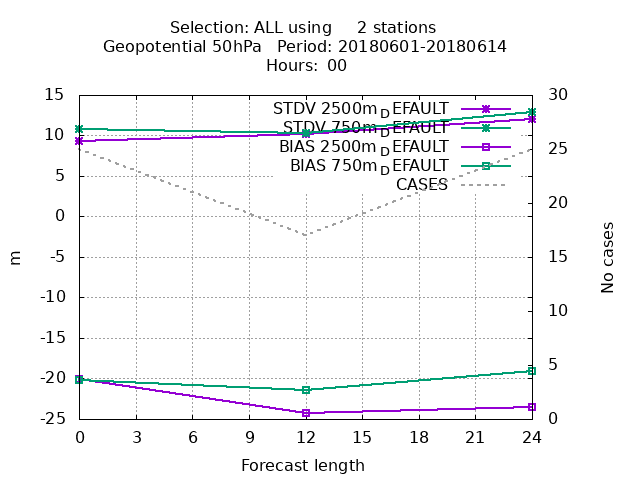 Selection: ALL using     2 stations
Geopotential 50hPa   Period: 20180601-20180614
Hours:  00
STDV 2500m_DEFAULT
STDV 750m_DEFAULT
BIAS 2500m_DEFAULT
BIAS 750m_DEFAULT
CASES
15
10
5
0
-5
-10
-15
-20
-25
m
30
25
20
15
10
5
0
No cases
0 3 6 9 12 15 18 21 24
Forecast length